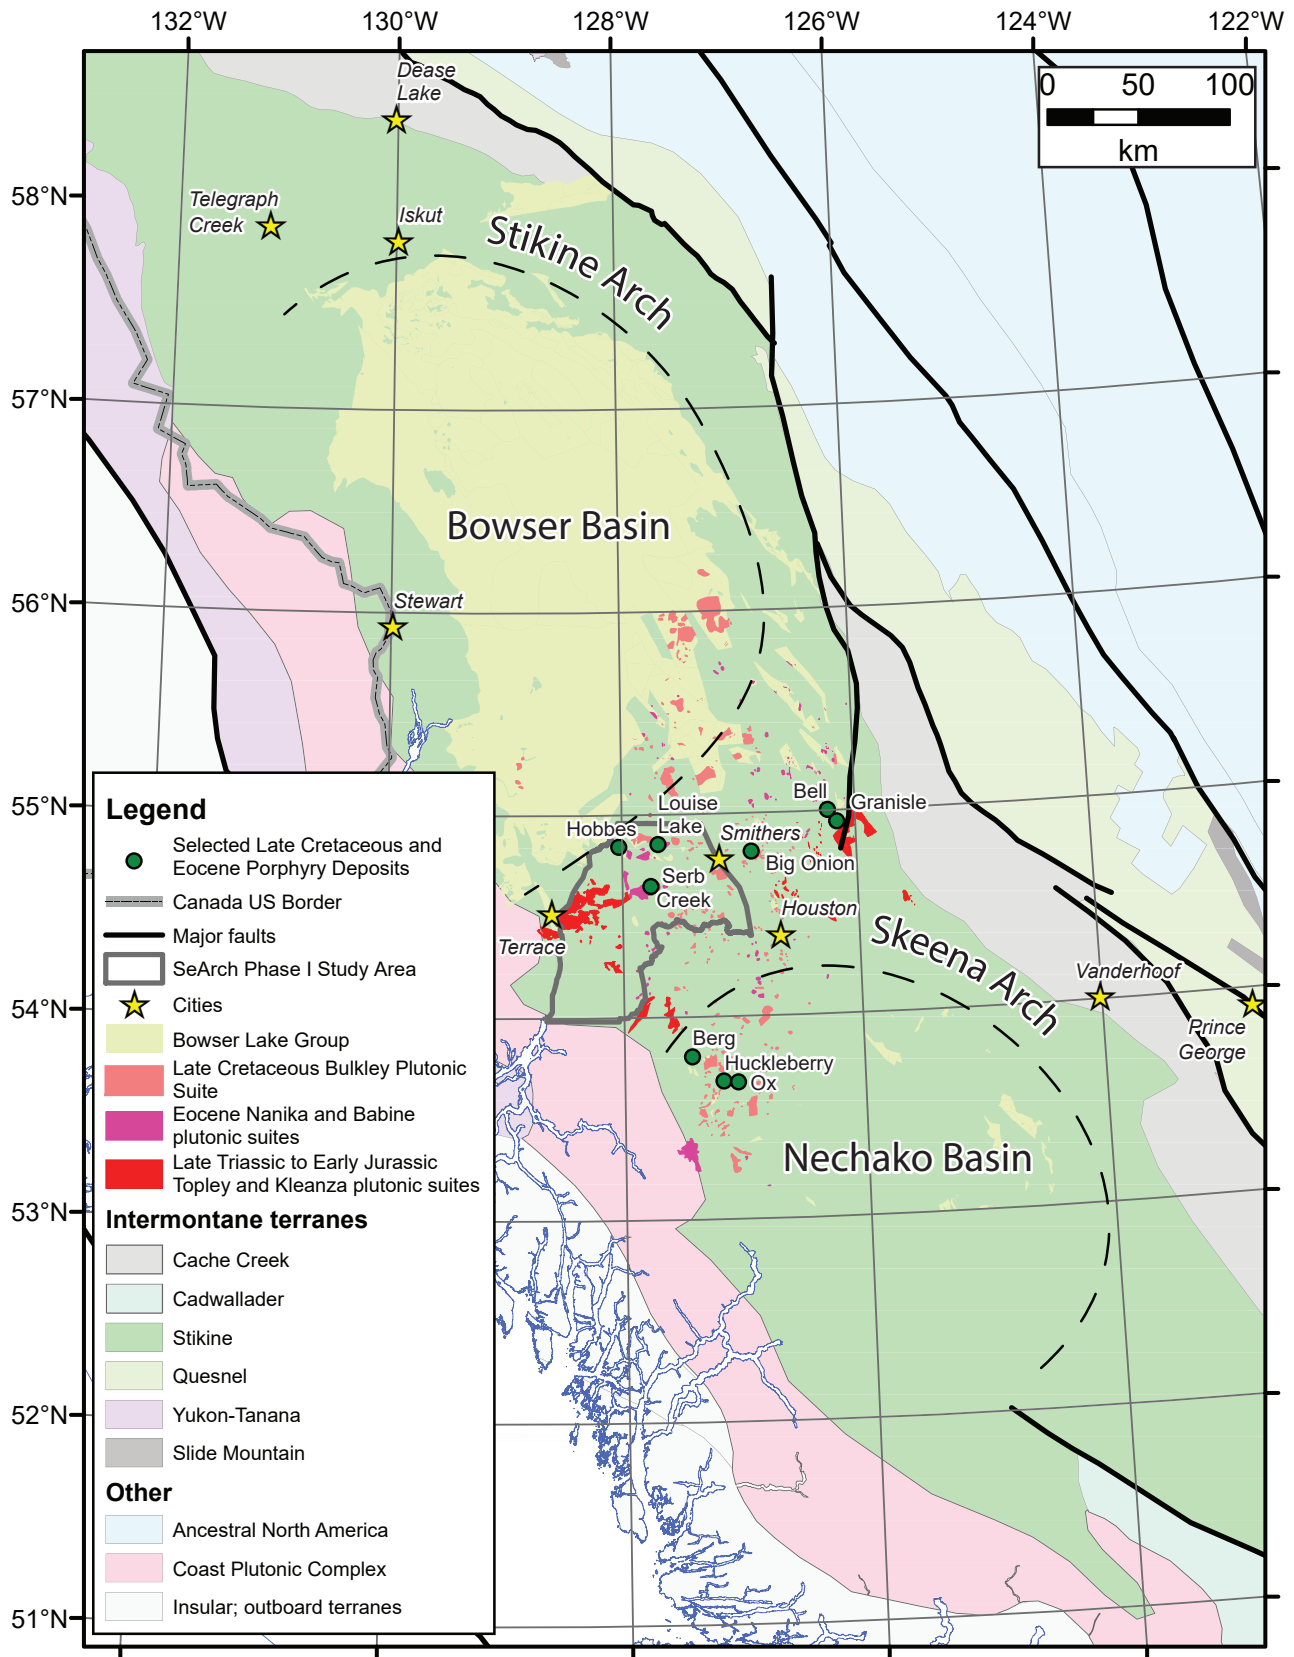 132°W
130°W
128°W
126°W
124°W
122°W
0
50
100
km
58°N
57°N
56°N
55°N
54°N
53°N
52°N
51°N
Dease
Lake
Telegraph
Creek
Iskut
Stikine Arch
Bowser Basin
Stewart
Bell
Granisle
Louise
Lake
Hobbes
Smithers
Big Onion
Serb
Creek
Houston
Terrace
Skeena Arch
Vanderhoof
Prince
George
Berg
Huckleberry
Ox
Nechako Basin
Legend
Selected Late Cretaceous and
Eocene Porphyry Deposits
Canada US Border
Major faults
SeArch Phase I Study Area
Cities
Bowser Lake Group
Late Cretaceous Bulkley Plutonic
Suite
Eocene Nanika and Babine
plutonic suites
Late Triassic to Early Jurassic
Topley and Kleanza plutonic suites
Intermontane terranes
Cache Creek
Cadwallader
Stikine
Quesnel
Yukon-Tanana
Slide Mountain
Other
Ancestral North America
Coast Plutonic Complex
Insular; outboard terranes